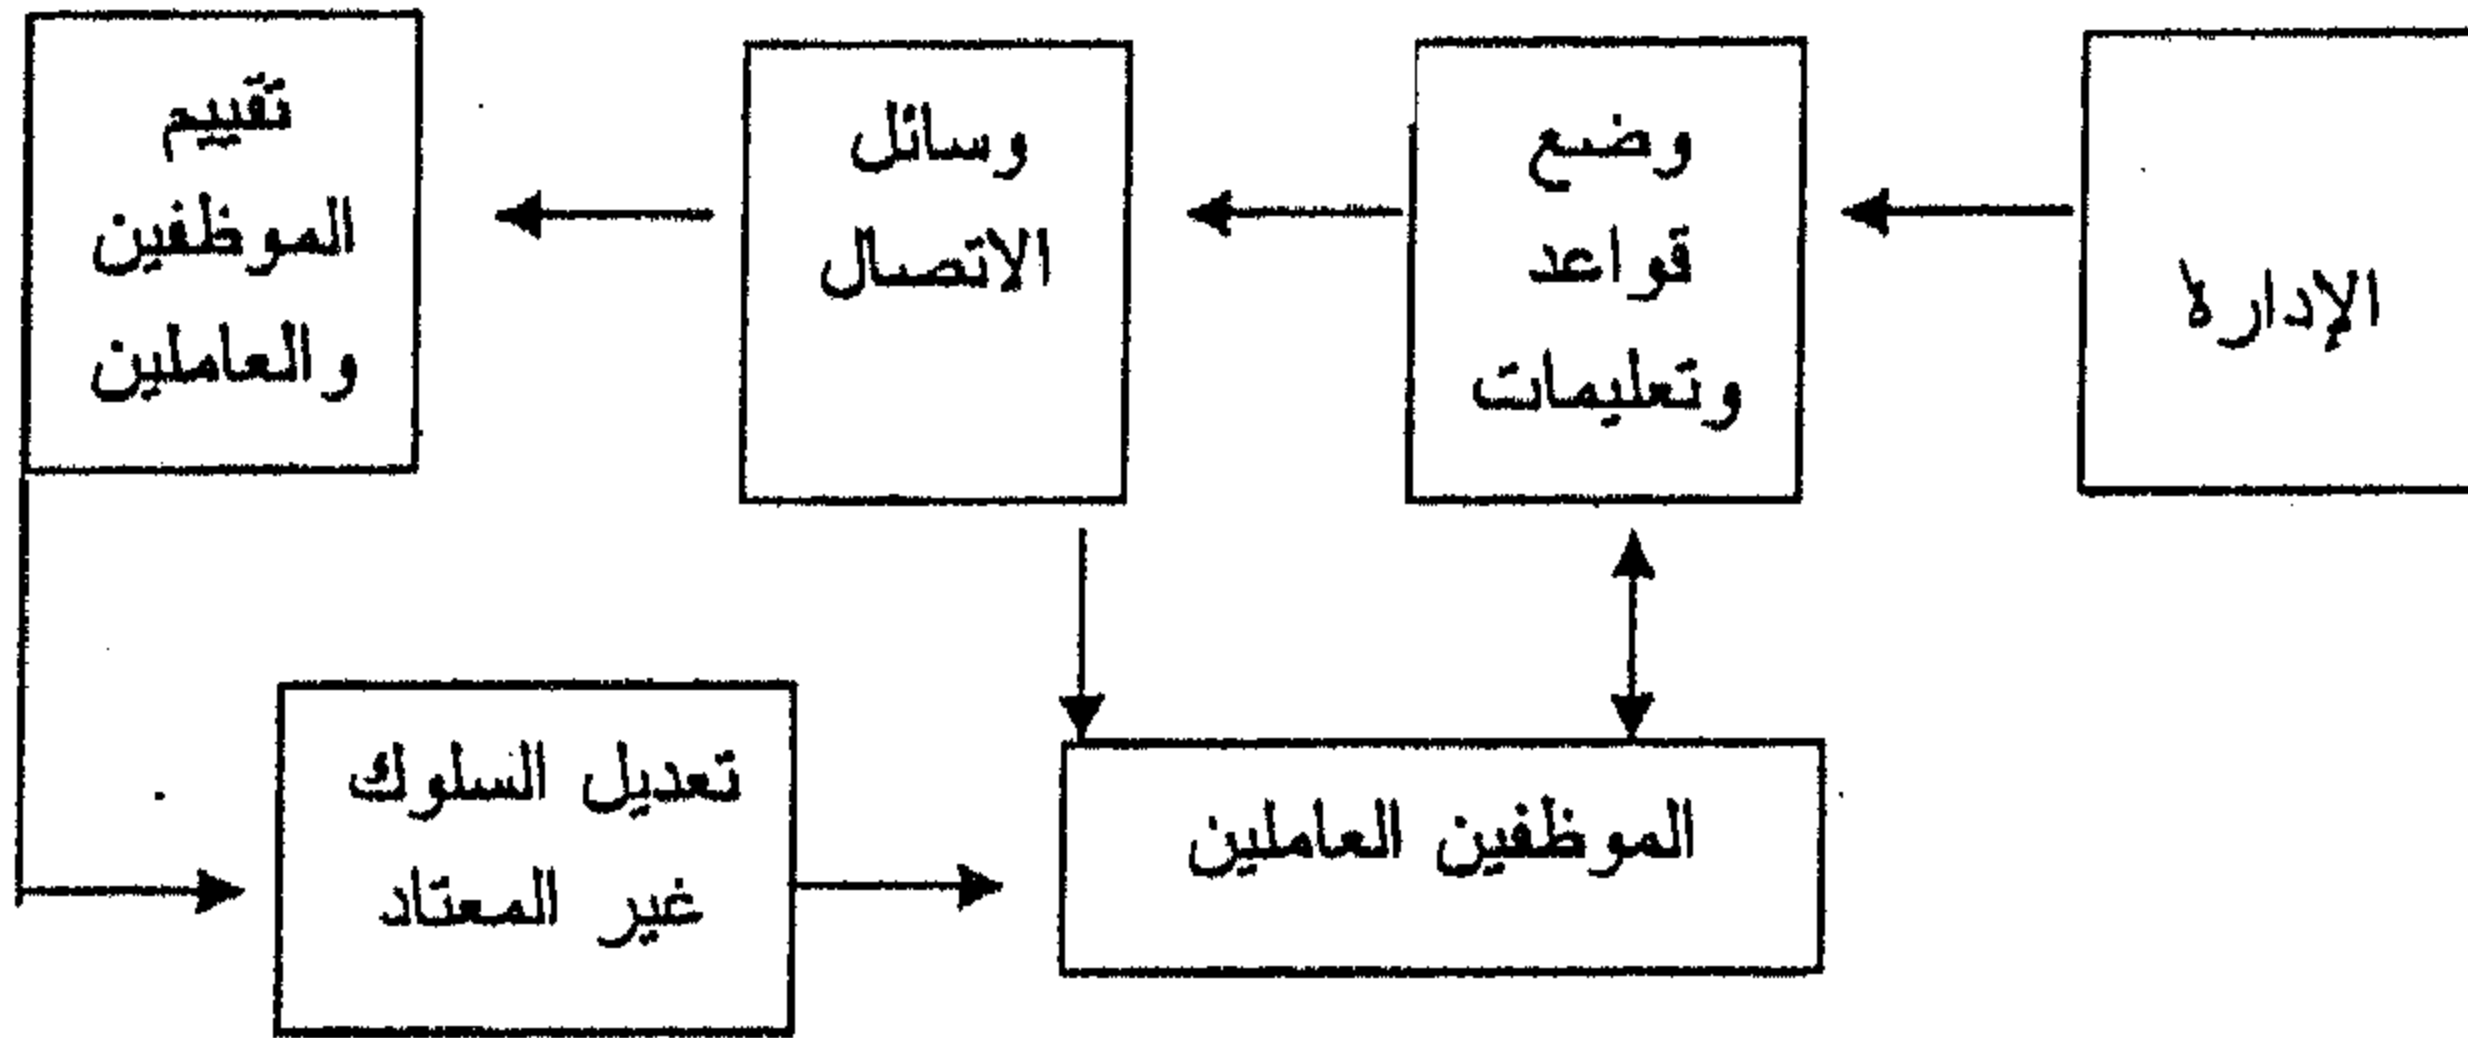 الإدارة
وضع
قواعد
وتعليمات
وسائل
الاتصال
تقييم
الموظفين
والعاملين
تعديل السلوك
غير المعتاد
الموظفين العاملين